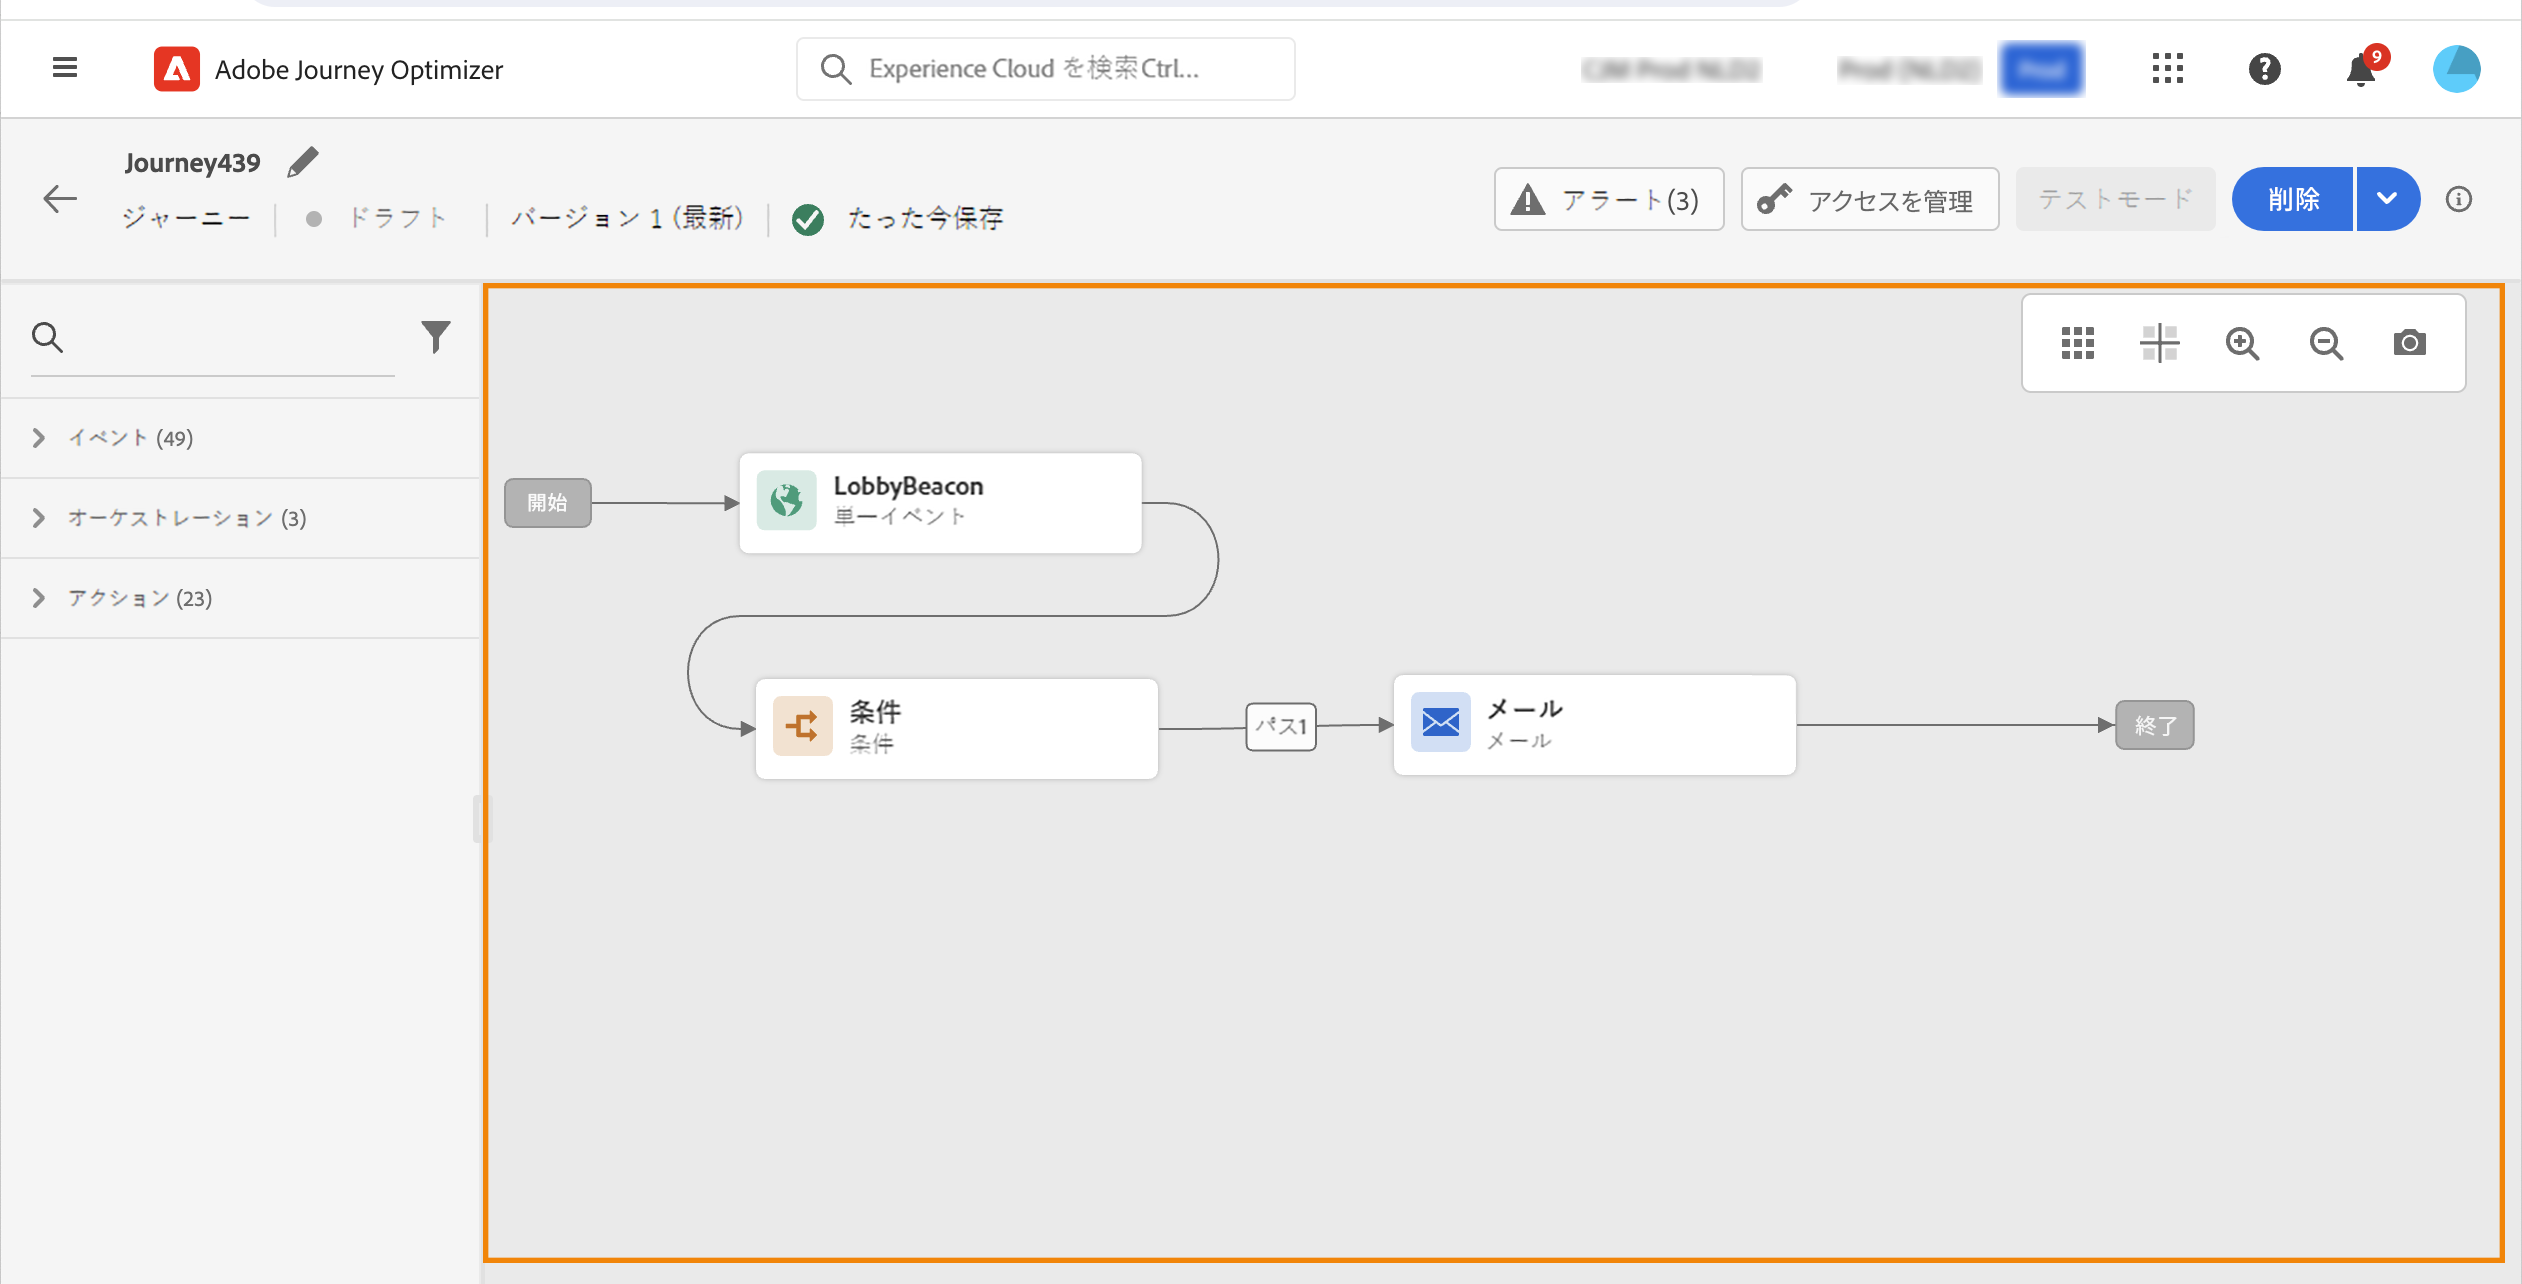 Adobe Journey Optimizer
Experience Cloud を検索Ctrl...
9
Journey439
ジャーニー
ドラフト
バージョン 1 (最新)
たった今保存
アラート(3)
アクセスを管理
テストモード
削除
イベント (49)
オーケストレーション (3)
アクション (23)
開始
LobbyBeacon
単一イベント
条件
条件
パス1
メール
メール
終了